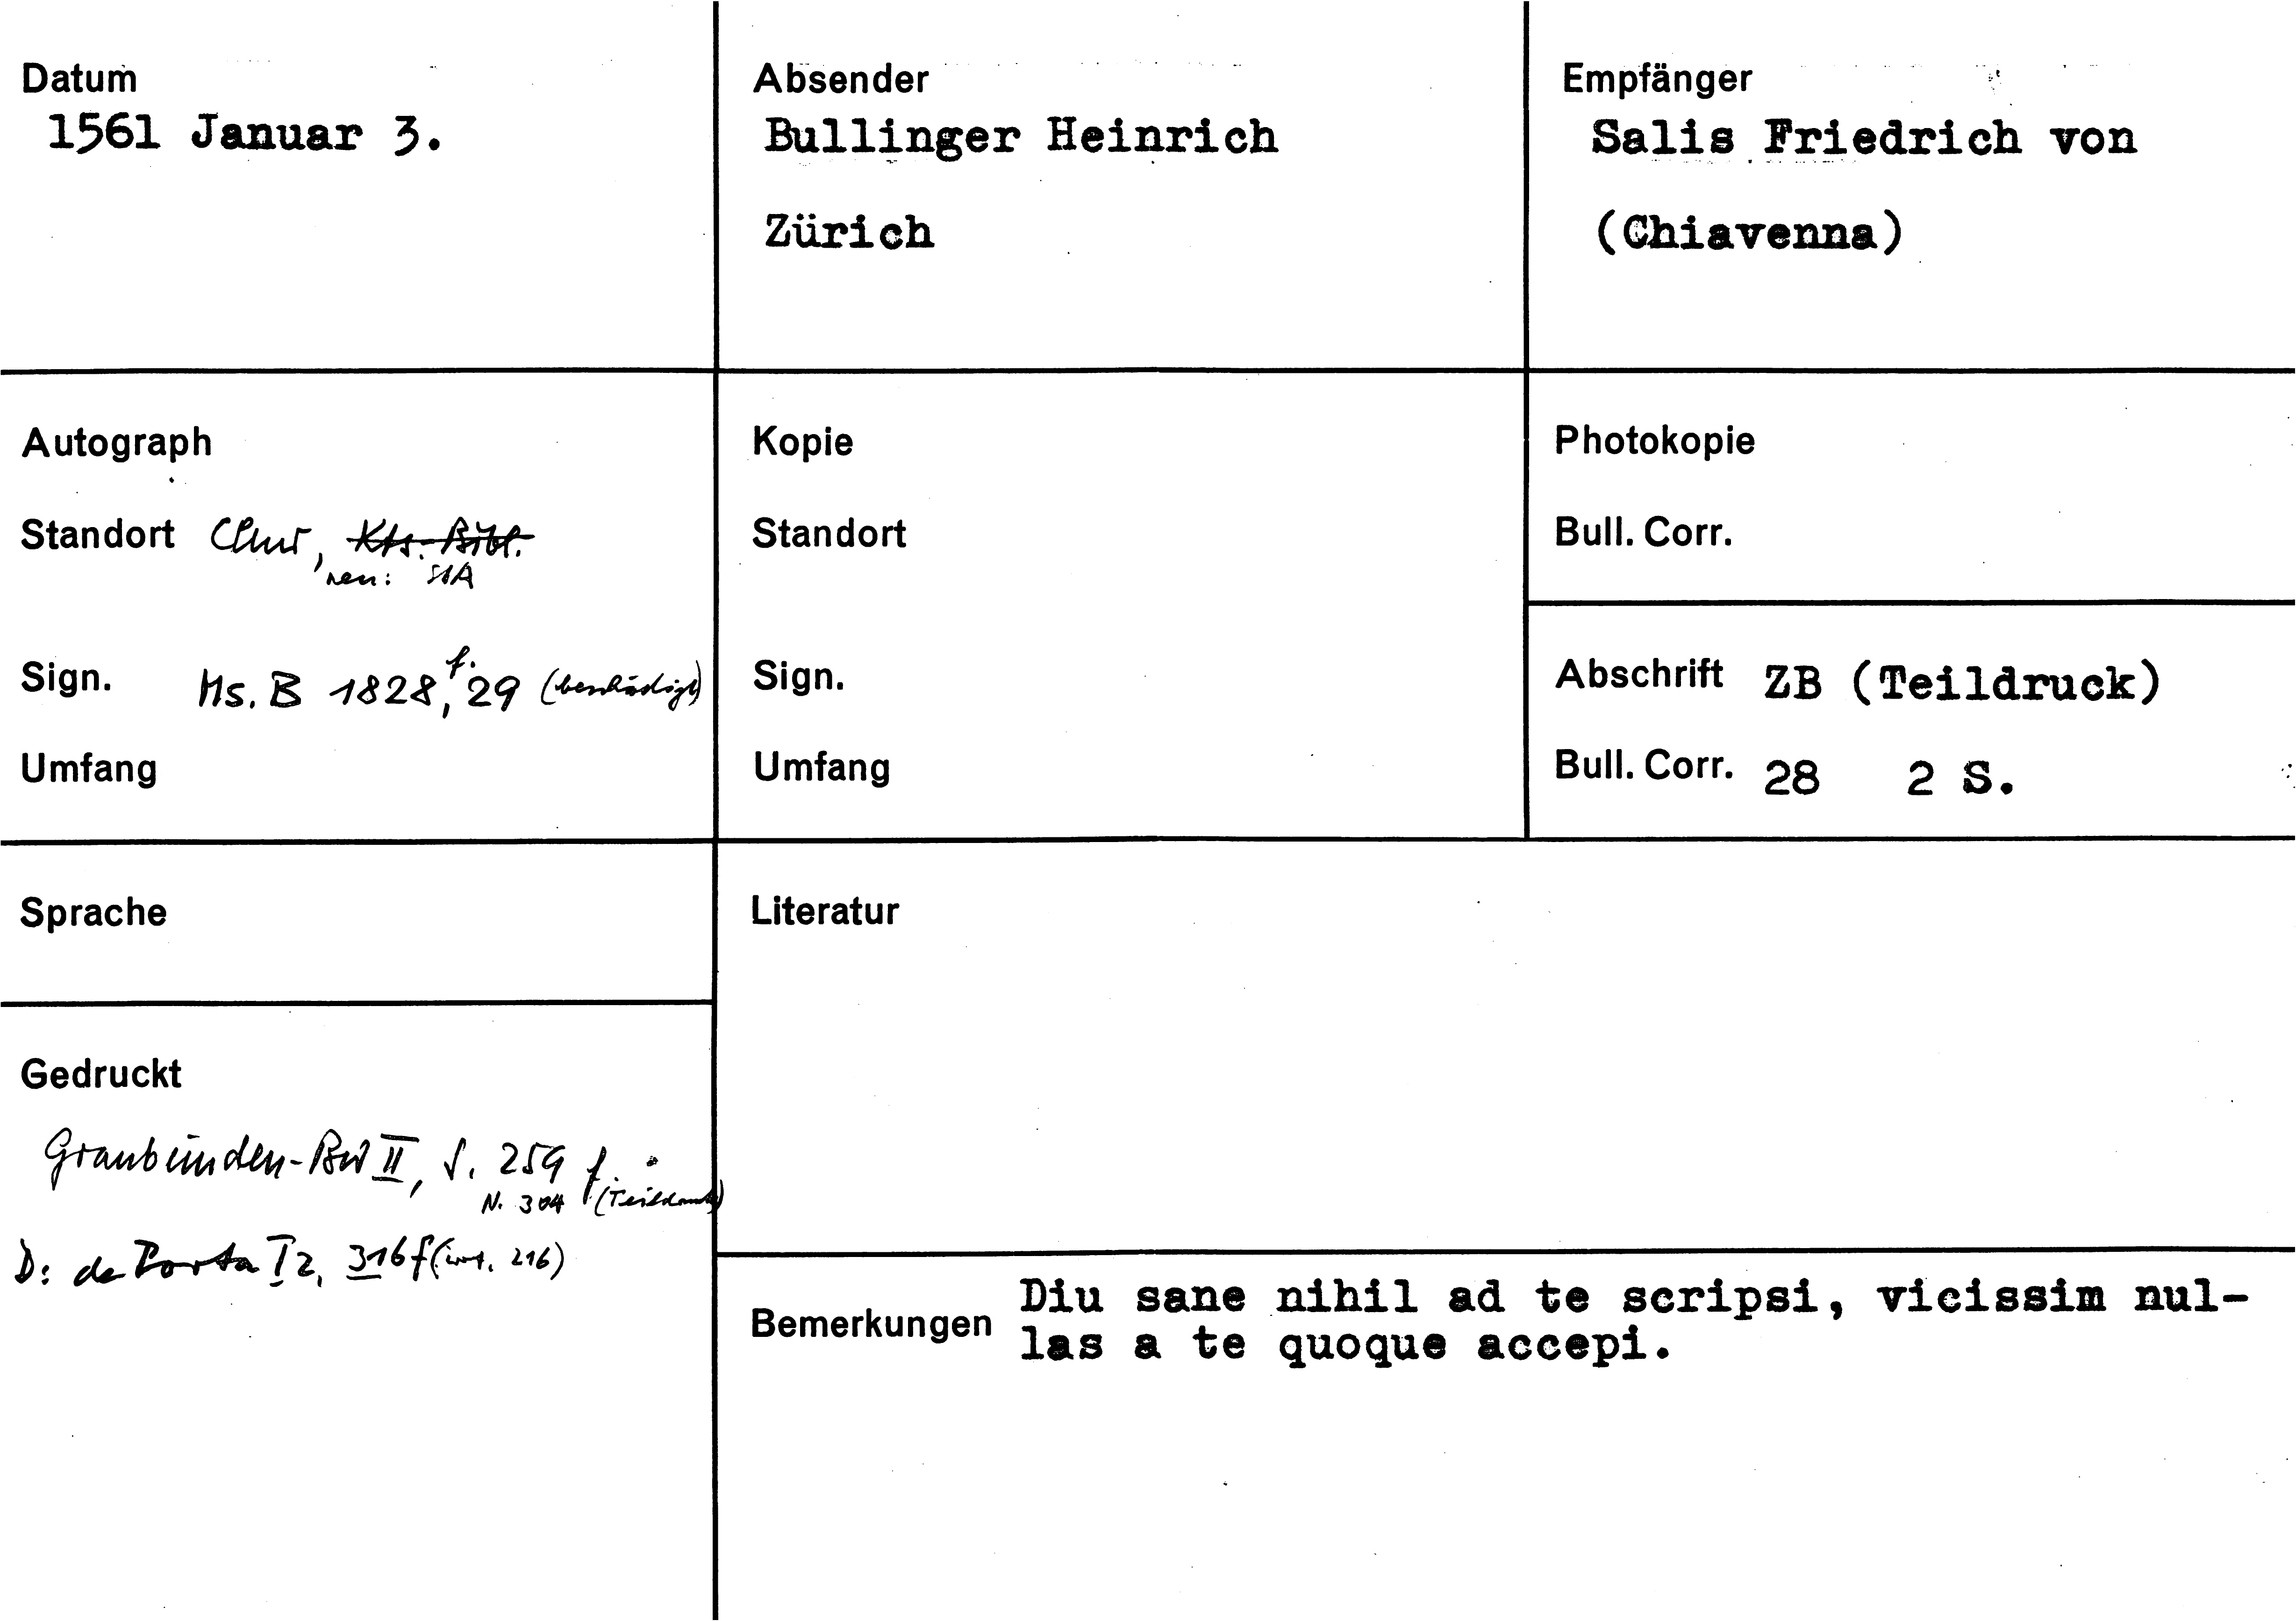 Datum
1561 Januar 3.
Absender
Bullinger Heinrich
Zürich
Empfänger
Salis Friedrich von
(Chiavenna)
Autograph
Standort Chur, Kts.-Bibl.
neu: StA
Sign. Ms. B 1828, f. 29 (beschädigt)
Umfang
Kopie
Standort
Sign.
Umfang
Photokopie
Bull. Corr.
Abschrift ZB (Teildruck)
Bull. Corr. 28 2 S.
Sprache
Gedruckt
Graubünden-BW II, S. 259 f.
N. 304 (Teildruck)
D: de Porta I 2, 316 f (irrt. 216)
Literatur
Bemerkungen Diu sane nihil ad te scripsi, vicissim nul-
las a te quoque accepi.